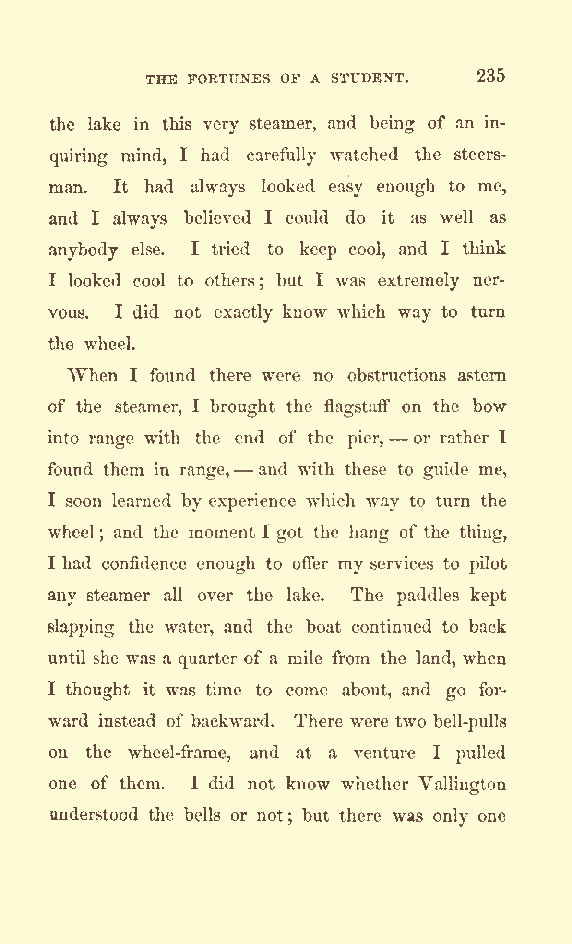 THE FORTUNES OF A STUDENT. 235
the lake in this very steamer, and being of an in-
quiring mind, I had carefully watched the steers-
man. It had always looked easy enough to me,
and I always believed I could do it as well as
anybody else. I tried to keep cool, and I think
I looked cool to others; but I was extremely ner-
vous. I did not exactly know which way to turn
the wheel.
When I found there were no obstructions astern
of the steamer, I brought the flagstaff on the bow
into range with the end of the pier, — or rather I
found them in range, — and with these to guide me,
I soon learned by experience which way to turn the
wheel; and the moment I got the hang of the thing,
I had confidence enough to offer my services to pilot
any steamer all over the lake. The paddles kept
slapping the water, and the boat continued to back
until she was a quarter of a mile from the land, when
I thought it was time to come about, and go for-
ward instead of backward. There were two bell-pulls
on the wheel-frame, and at a venture I pulled
one of them. I did not know whether Vallington
understood the bells or not; but there was only one